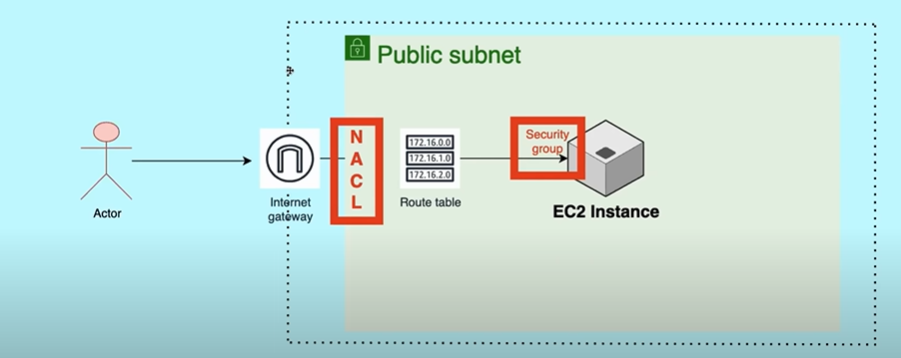 Public subnet
Actor
Internet
gateway
N
A
C
L
172.16.0.0
172.16.1.0
172.16.2.0
Route table
Security
group
EC2 Instance